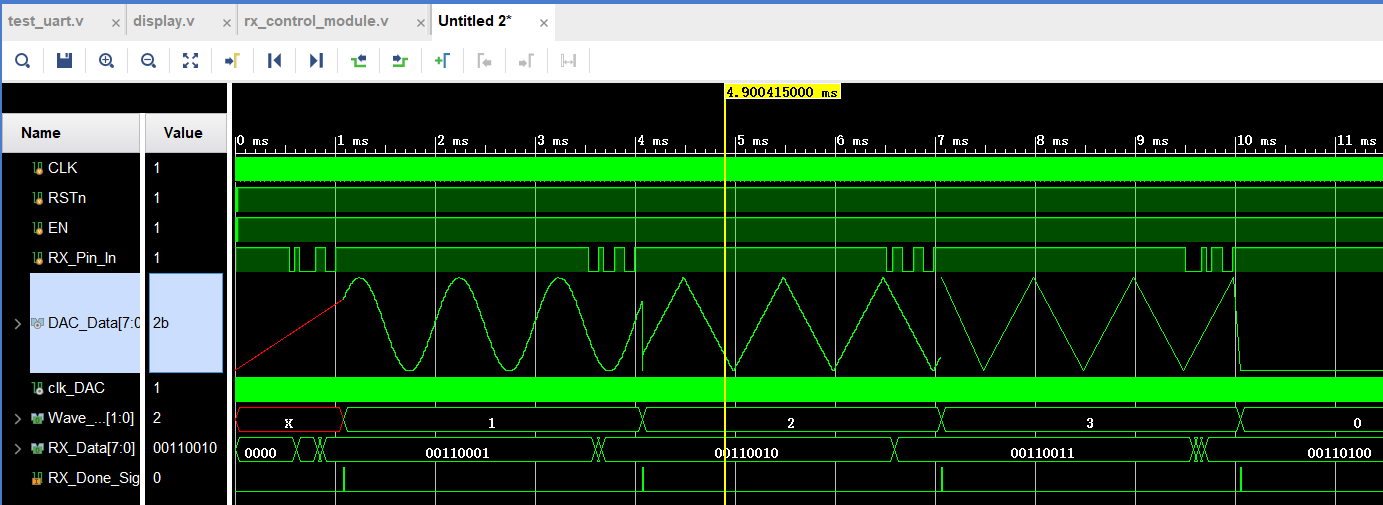 test_uart.v × display.v × rx_control_module.v × Untitled 2* ×
4.900415000 ms
Name Value
0 ms 1 ms 2 ms 3 ms 4 ms 5 ms 6 ms 7 ms 8 ms 9 ms 10 ms 11 ms
CLK 1
RSTn 1
EN 1
RX_Pin_In 1
DAC_Data[7:0 2b
clk_DAC 1
Wave_...[1:0] 2 X 1 2 3 0
RX_Data[7:0] 00110010 0000 00110001 00110010 00110011 00110100
RX_Done_Sig 0